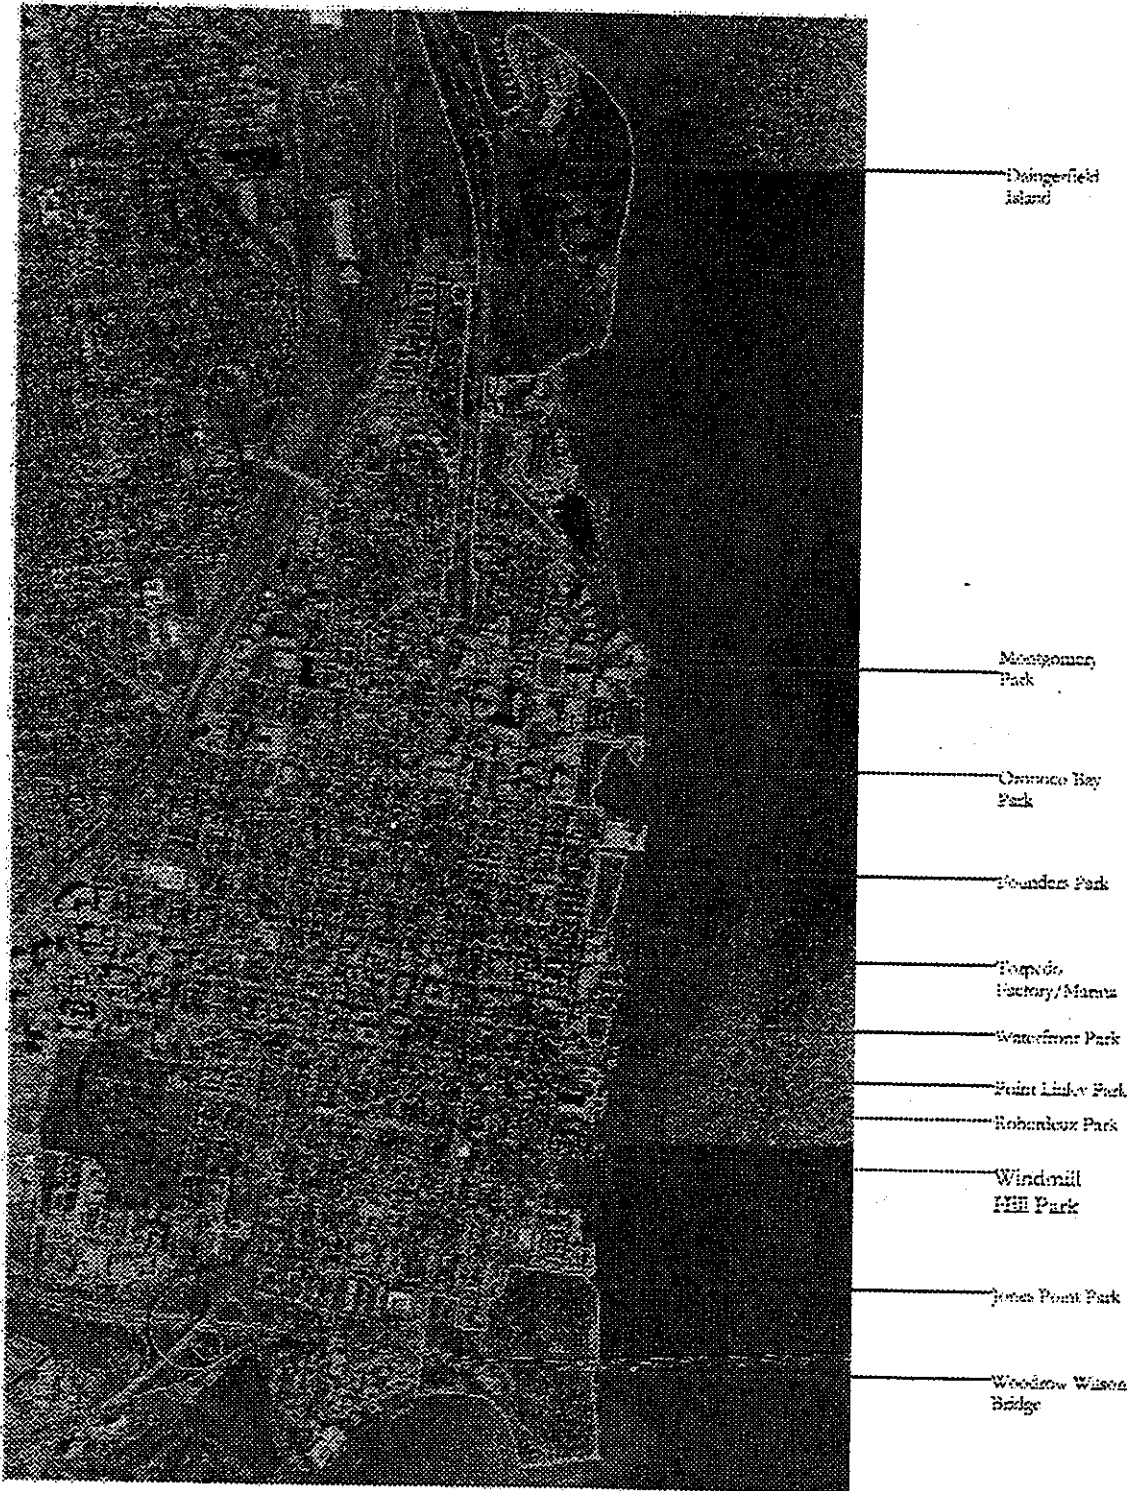 Daingerfield
Island
Montgomery
Park
Oronoco Bay
Park
Founders Park
Torpedo
Factory/Marina
Waterfront Park
Point Lumley Park
Roberdeau Park
Windmill
Hill Park
Jones Point Park
Woodrow Wilson
Bridge